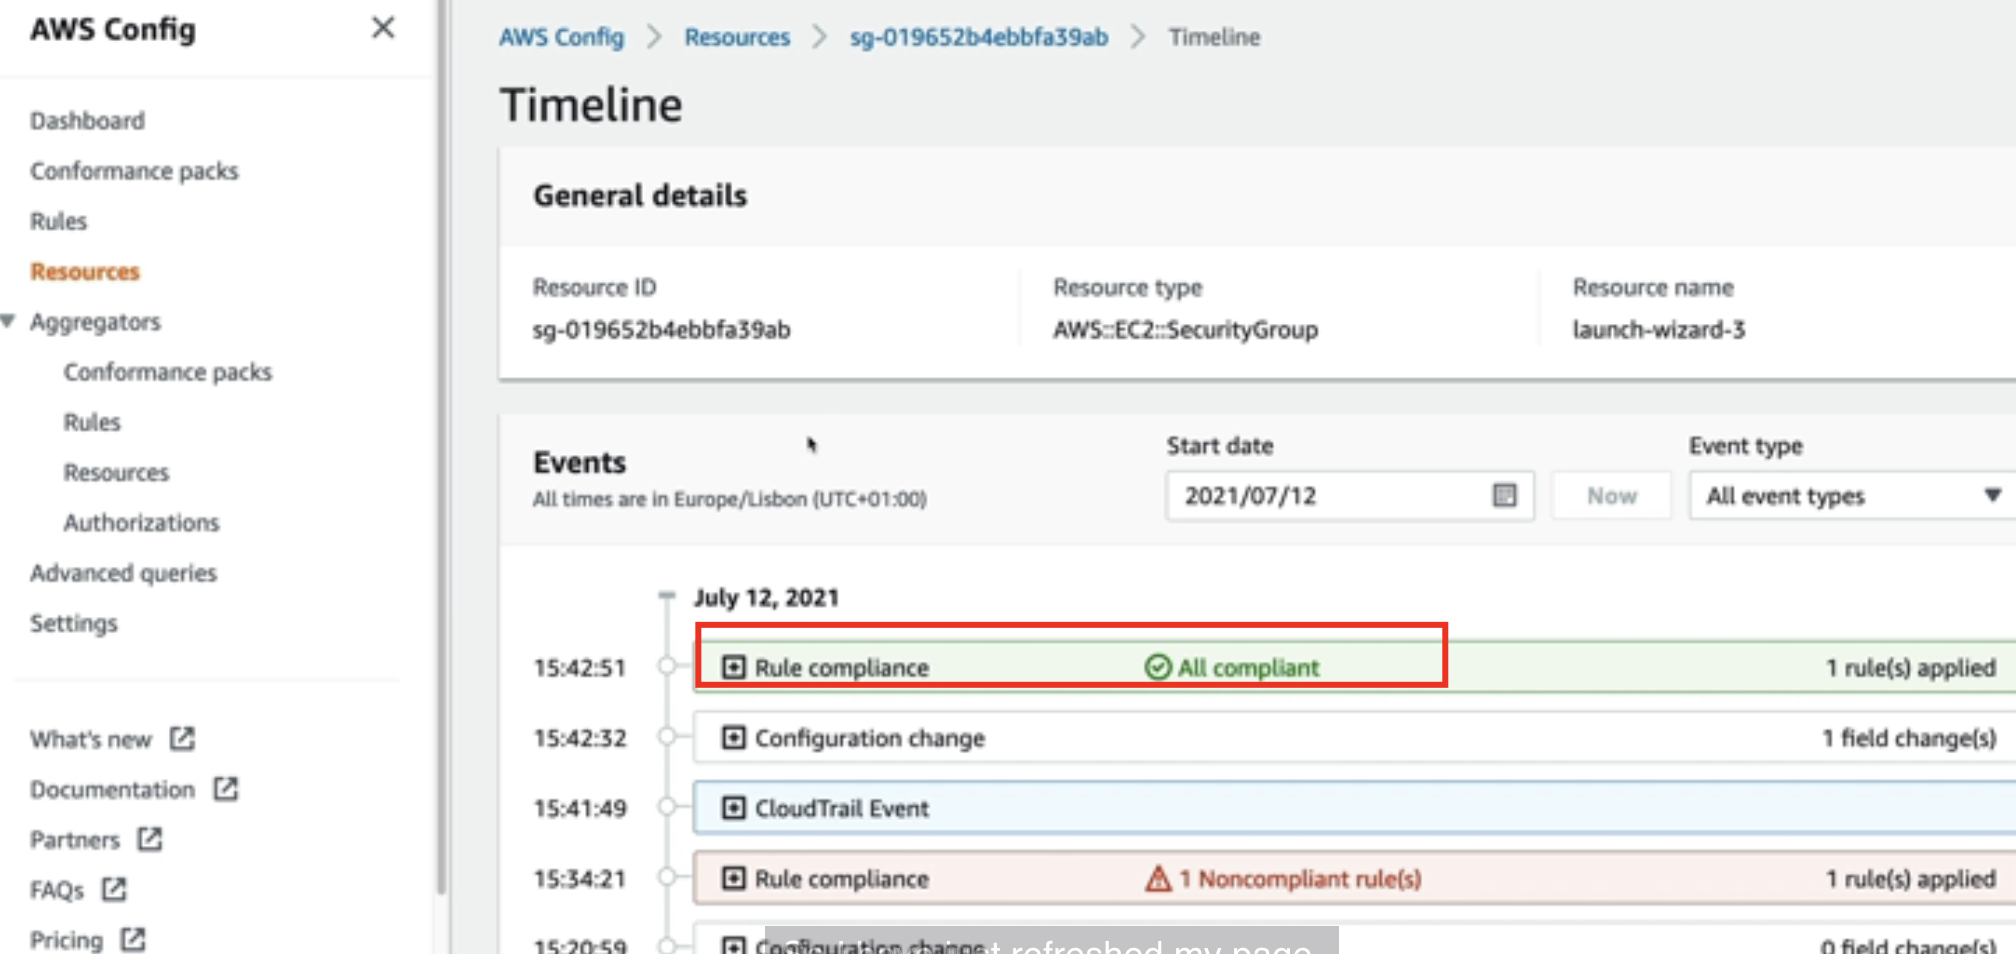 AWS Config
Dashboard
Conformance packs
Rules
Resources
Aggregators
Conformance packs
Rules
Resources
Authorizations
Advanced queries
Settings
What's new
Documentation
Partners
FAQs
Pricing
AWS Config > Resources > sg-019652b4ebbfa39ab > Timeline
Timeline
General details
Resource ID
sg-019652b4ebbfa39ab
Resource type
AWS::EC2::SecurityGroup
Resource name
launch-wizard-3
Events
All times are in Europe/Lisbon (UTC+01:00)
Start date
2021/07/12
Now
Event type
All event types
July 12, 2021
15:42:51 Rule compliance All compliant 1 rule(s) applied
15:42:32 Configuration change 1 field change(s)
15:41:49 CloudTrail Event
15:34:21 Rule compliance 1 Noncompliant rule(s) 1 rule(s) applied
15:20:59 Configuration change 0 field change(s)
refreshed my page